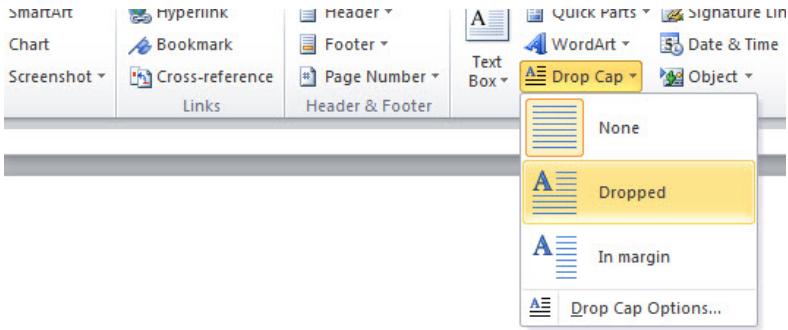 SmartArt
Hyperlink
Header
Quick Parts
Signature Lin
Chart
Bookmark
Footer
WordArt
Date & Time
Screenshot
Cross-reference
Page Number
Text
Box
Drop Cap
Object
Links
Header & Footer
None
Dropped
In margin
Drop Cap Options...